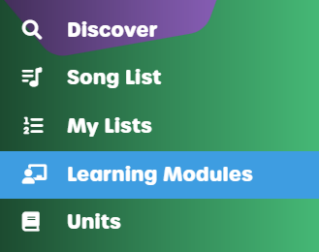 Discover
Song List
My Lists
Learning Modules
Units